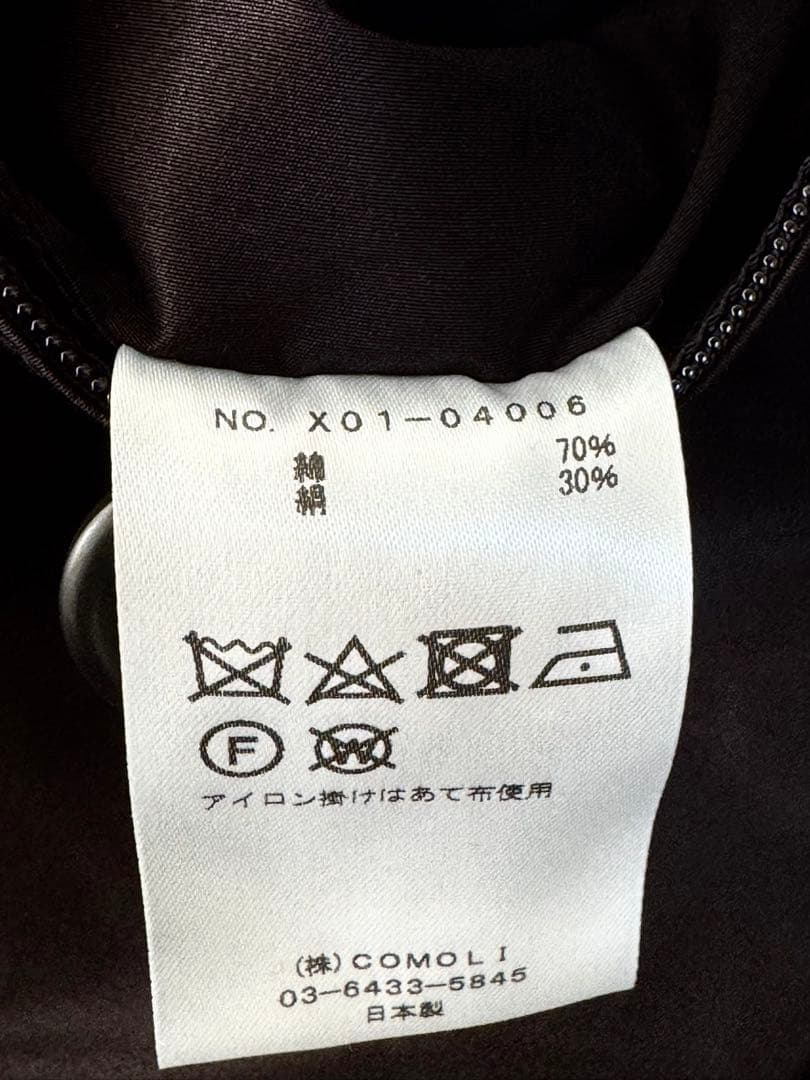 NO. X01-04006
綿 70%
絹 30%
F
W
アイロン掛けはあて布使用
(株)COMOLI
03-6433-5845
日本製